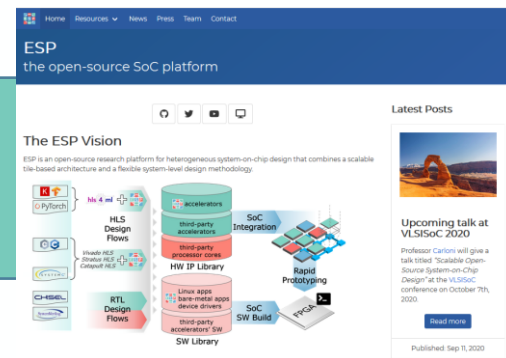 Home Resources News Press Team Contact
ESP
the open-source SoC platform
Latest Posts
The ESP Vision
ESP is an open-source research platform for heterogeneous system-on-chip design that combines a scalable
tile-based architecture and a flexible system-level design methodology.
PyTorch
hls 4 ml
HLS
Design
Flows
Vivado HLS
Stratus HLS
Catapult HLS
CHISEL
RTL
Design
Flows
accelerators
third-party
accelerators
third-party
processor cores
HW IP Library
Linux apps
bare-metal apps
device drivers
third-party
accelerators' SW
SW Library
SoC
Integration
Rapid
Prototyping
SoC
SW Build
FPGA
Upcoming talk at
VLSISoC 2020
Professor Carloni will give a
talk titled "Scalable Open-
Source System-on-Chip
Design" at the VLSISoC
conference on October 7th,
2020.
Read more
Published: Sep 11, 2020